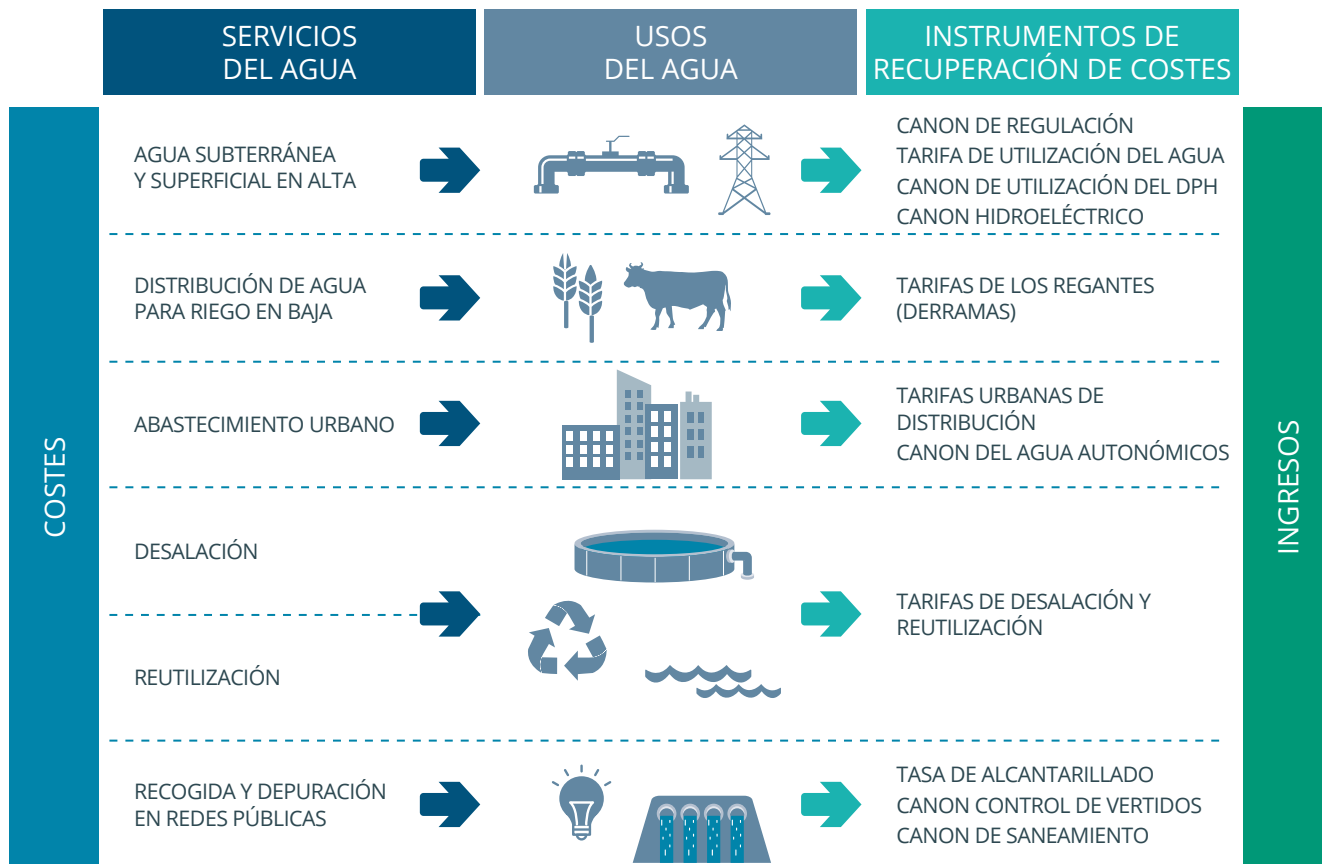 SERVICIOS
DEL AGUA
USOS
DEL AGUA
INSTRUMENTOS DE
RECUPERACIÓN DE COSTES
COSTES
AGUA SUBTERRÁNEA
Y SUPERFICIAL EN ALTA
CANON DE REGULACIÓN
TARIFA DE UTILIZACIÓN DEL AGUA
CANON DE UTILIZACIÓN DEL DPH
CANON HIDROELÉCTRICO
DISTRIBUCIÓN DE AGUA
PARA RIEGO EN BAJA
TARIFAS DE LOS REGANTES
(DERRAMAS)
ABASTECIMIENTO URBANO
TARIFAS URBANAS DE
DISTRIBUCIÓN
CANON DEL AGUA AUTONÓMICOS
DESALACIÓN
REUTILIZACIÓN
TARIFAS DE DESALACIÓN Y
REUTILIZACIÓN
RECOGIDA Y DEPURACIÓN
EN REDES PÚBLICAS
TASA DE ALCANTARILLADO
CANON CONTROL DE VERTIDOS
CANON DE SANEAMIENTO
INGRESOS